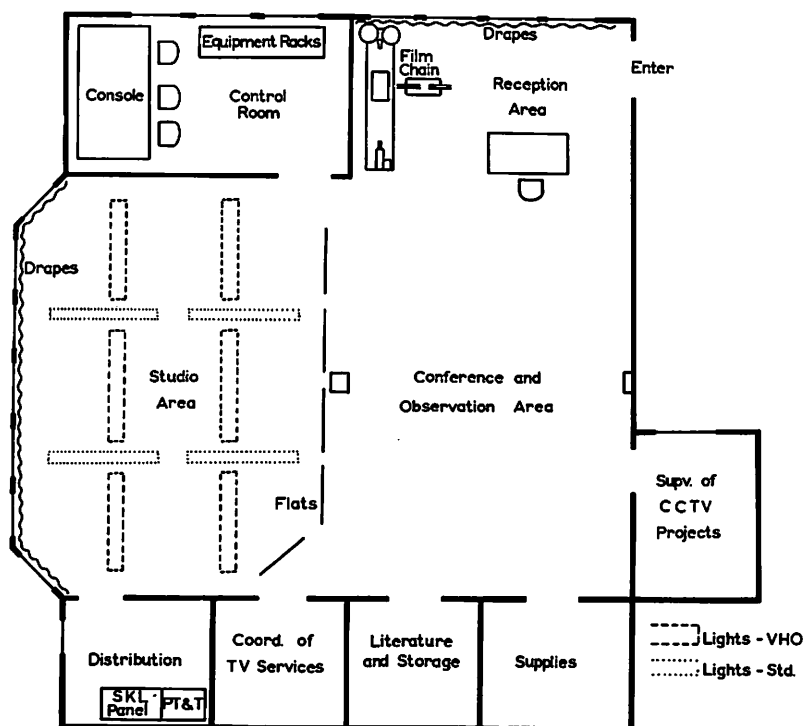 Equipment Racks
Drapes
Film
Chain
Enter
Console
Control
Room
Reception
Area
Drapes
Studio
Area
Conference and
Observation Area
Flats
Supv. of
CCTV
Projects
Distribution
SKL
Panel
PT&T
Coord. of
TV Services
Literature
and Storage
Supplies
Lights - VHO
Lights - Std.